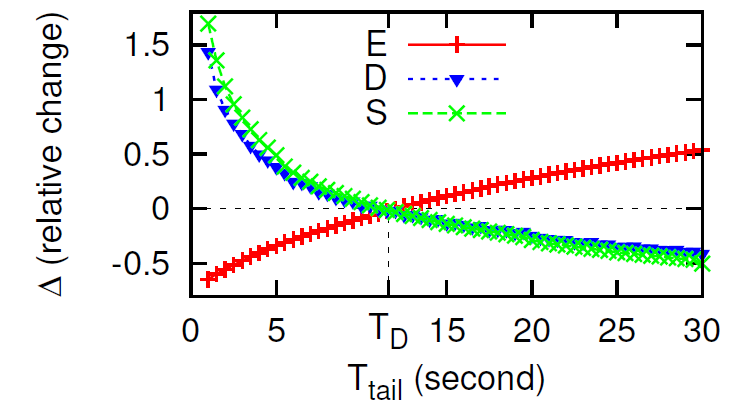 Δ (relative change)
1.5
1
0.5
0
-0.5
E
D
S
0 5 T_D 15 20 25 30
T_tail (second)